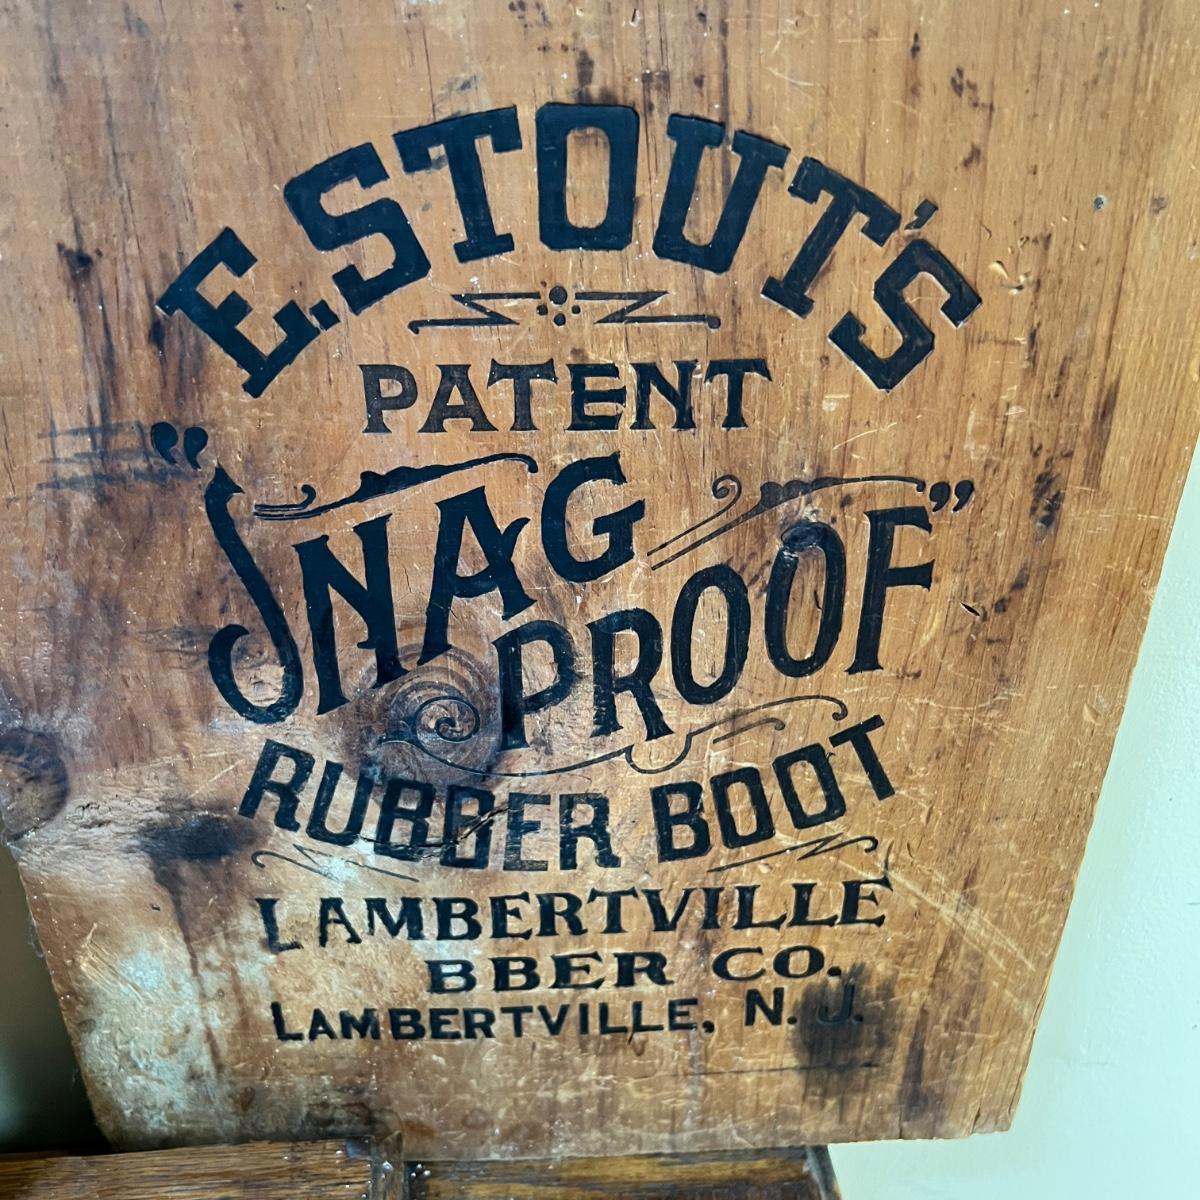 E. STOUT'S
PATENT
"SNAG
PROOF"
RUBBER BOOT
LAMBERTVILLE
BBER CO.
LAMBERTVILLE, N. J.